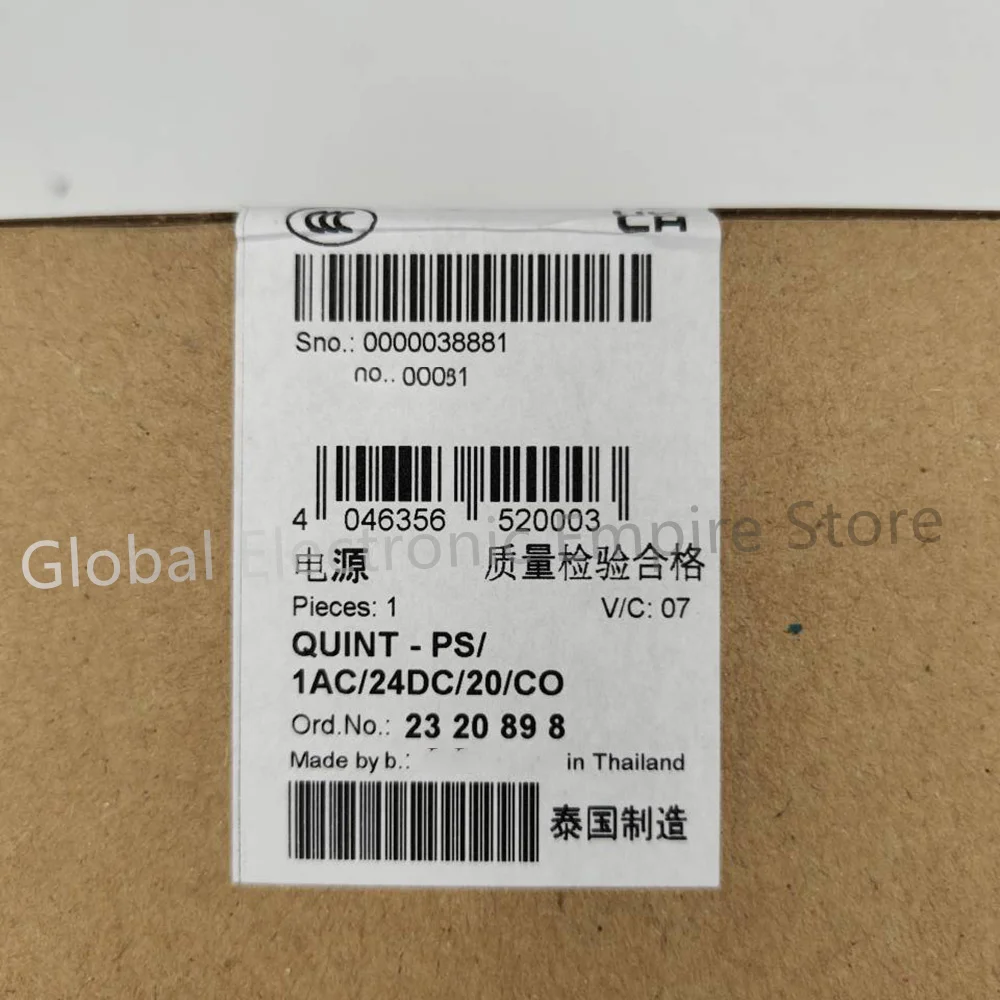 Sno.: 0000038881
no.. 00081
4 046356 520003
Global Electronic Empire Store
电源 质量检验合格
Pieces: 1 V/C: 07
QUINT - PS/
1AC/24DC/20/CO
Ord.No.: 23 20 89 8
Made by b.: in Thailand
泰国制造